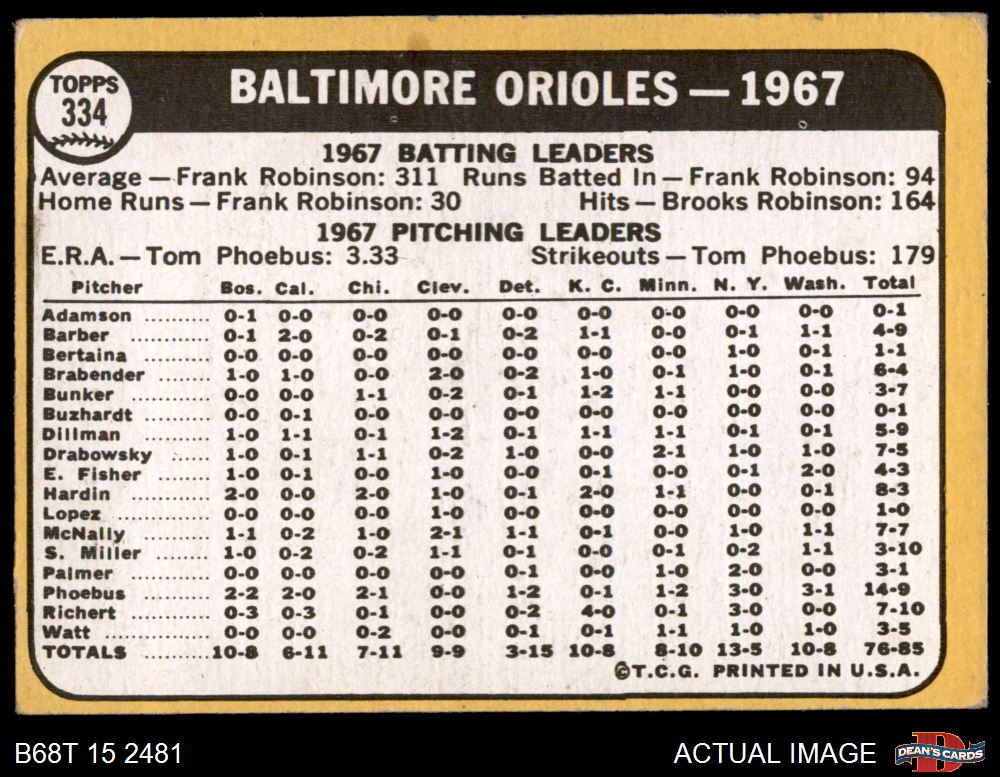 TOPPS
334
BALTIMORE ORIOLES — 1967
1967 BATTING LEADERS
Average — Frank Robinson: 311 Runs Batted In — Frank Robinson: 94
Home Runs — Frank Robinson: 30 Hits — Brooks Robinson: 164
1967 PITCHING LEADERS
E.R.A. — Tom Phoebus: 3.33 Strikeouts — Tom Phoebus: 179
Pitcher Bos. Cal. Chi. Clev. Det. K. C. Minn. N. Y. Wash. Total
Adamson .......... 0-1 0-0 0-0 0-0 0-0 0-0 0-0 0-0 0-0 0-1
Barber .......... 0-1 2-0 0-2 0-1 0-2 1-1 0-0 0-1 1-1 4-9
Bertaina .......... 0-0 0-0 0-0 0-0 0-0 0-0 0-0 1-0 0-1 1-1
Brabender ....... 1-0 1-0 0-0 2-0 0-2 1-0 0-1 1-0 0-1 6-4
Bunker .......... 0-0 0-0 1-1 0-2 0-1 1-2 1-1 0-0 0-0 3-7
Buzhardt .......... 0-0 0-1 0-0 0-0 0-0 0-0 0-0 0-0 0-0 0-1
Dillman .......... 1-0 1-1 0-1 1-2 0-1 1-1 1-1 0-1 0-1 5-9
Drabowsky ...... 1-0 0-1 1-1 0-2 1-0 0-0 2-1 1-0 1-0 7-5
E. Fisher ......... 1-0 0-1 0-0 1-0 0-0 0-1 0-0 0-1 2-0 4-3
Hardin ............ 2-0 0-0 2-0 1-0 0-1 2-0 1-1 0-0 0-1 8-3
Lopez ............. 0-0 0-0 0-0 1-0 0-0 0-0 0-0 0-0 0-0 1-0
McNally .......... 1-1 0-2 1-0 2-1 1-1 0-1 0-0 1-0 1-1 7-7
S. Miller ......... 1-0 0-2 0-2 1-1 0-1 0-0 0-1 0-2 1-1 3-10
Palmer ............ 0-0 0-0 0-0 0-0 0-1 0-0 1-0 2-0 0-0 3-1
Phoebus .......... 2-2 2-0 2-1 0-0 1-2 0-1 1-2 3-0 3-1 14-9
Richert .......... 0-3 0-3 0-1 0-0 0-2 4-0 0-1 3-0 0-0 7-10
Watt .............. 0-0 0-0 0-2 0-0 0-1 0-1 1-1 1-0 1-0 3-5
TOTALS .......... 10-8 6-11 7-11 9-9 3-15 10-8 8-10 13-5 10-8 76-85
©T.C.G. PRINTED IN U.S.A.
B68T 15 2481 ACTUAL IMAGE
DEAN'S CARDS